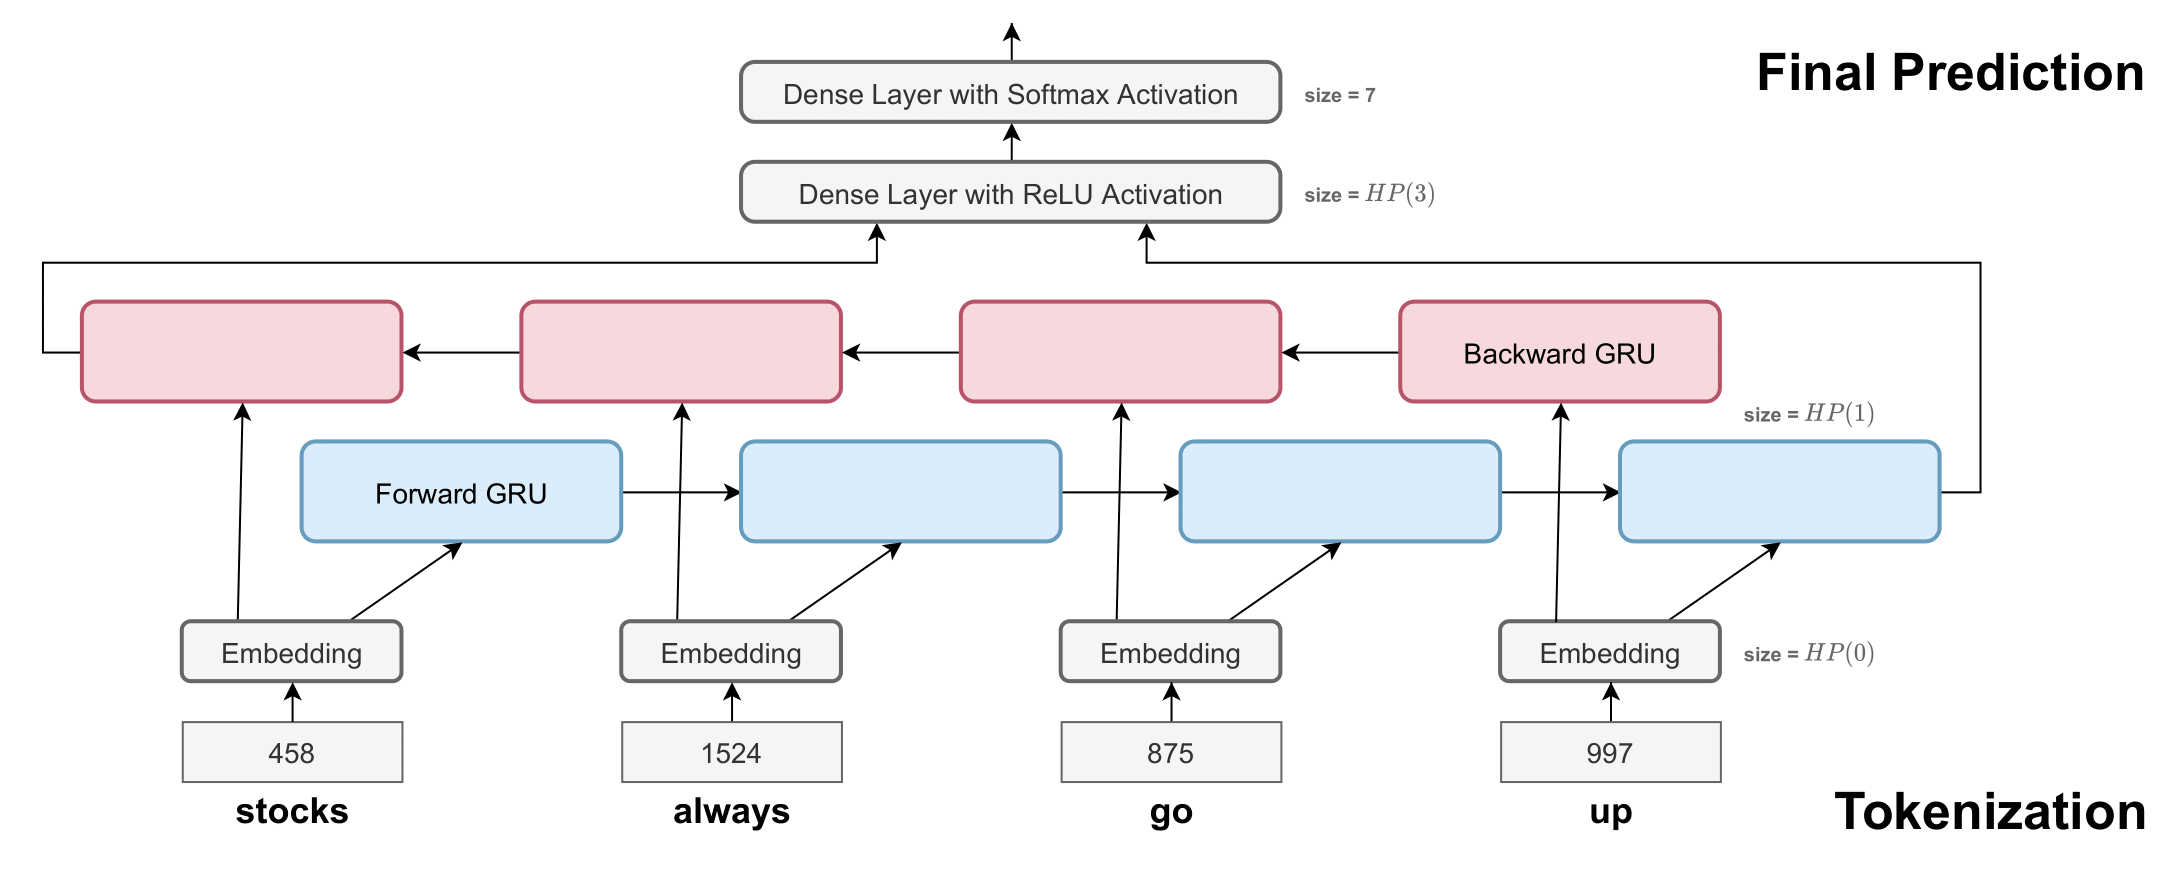 Final Prediction
Dense Layer with Softmax Activation
size = 7
Dense Layer with ReLU Activation
size = HP(3)
Backward GRU
size = HP(1)
Forward GRU
Embedding
Embedding
Embedding
Embedding
size = HP(0)
458
1524
875
997
stocks
always
go
up
Tokenization